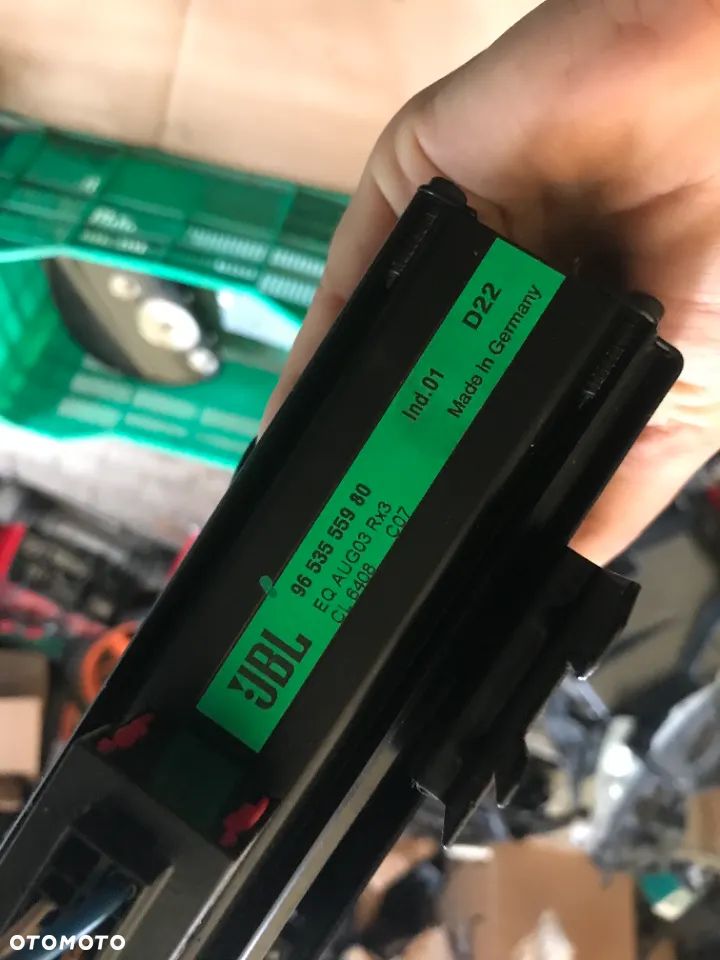 JBL
96 535 559 80
EQ AUG03 Rx3
CL 6408 C07
Ind.01
D22
Made in Germany
OTOMOTO